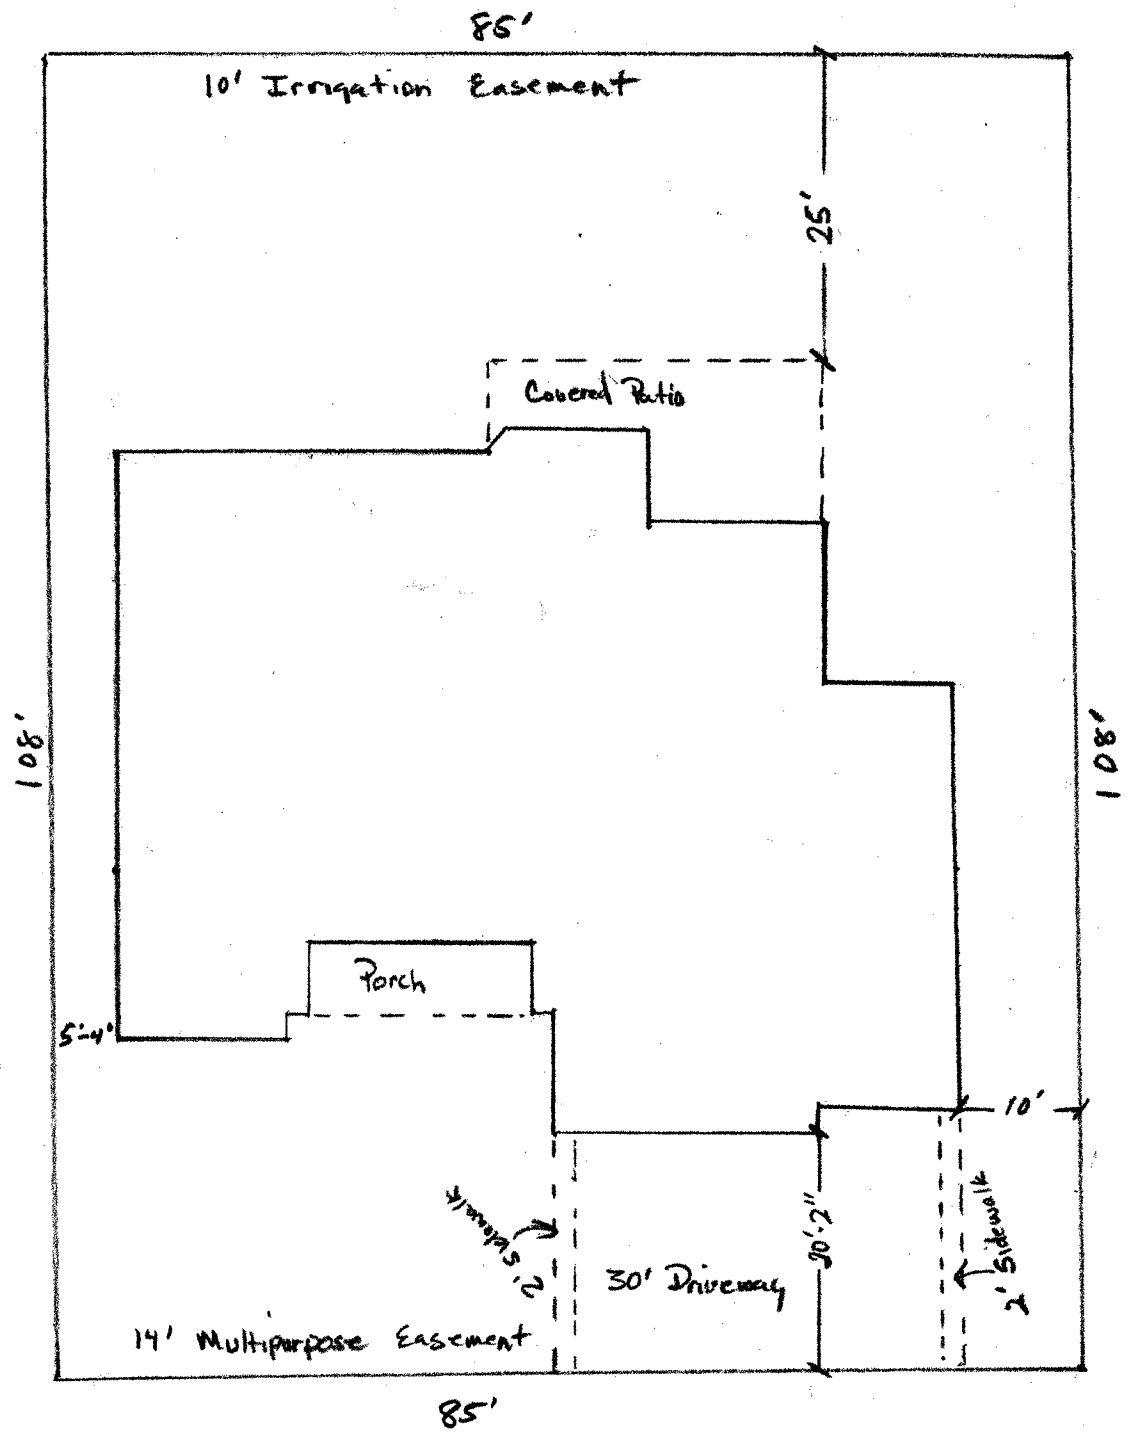 85'
10' Irrigation Easement
25'
Covered Patio
108'
108'
Porch
5'-4"
10'
2' Sidewalk
20'-2"
2' Sidewalk
30' Driveway
14' Multipurpose Easement
85'